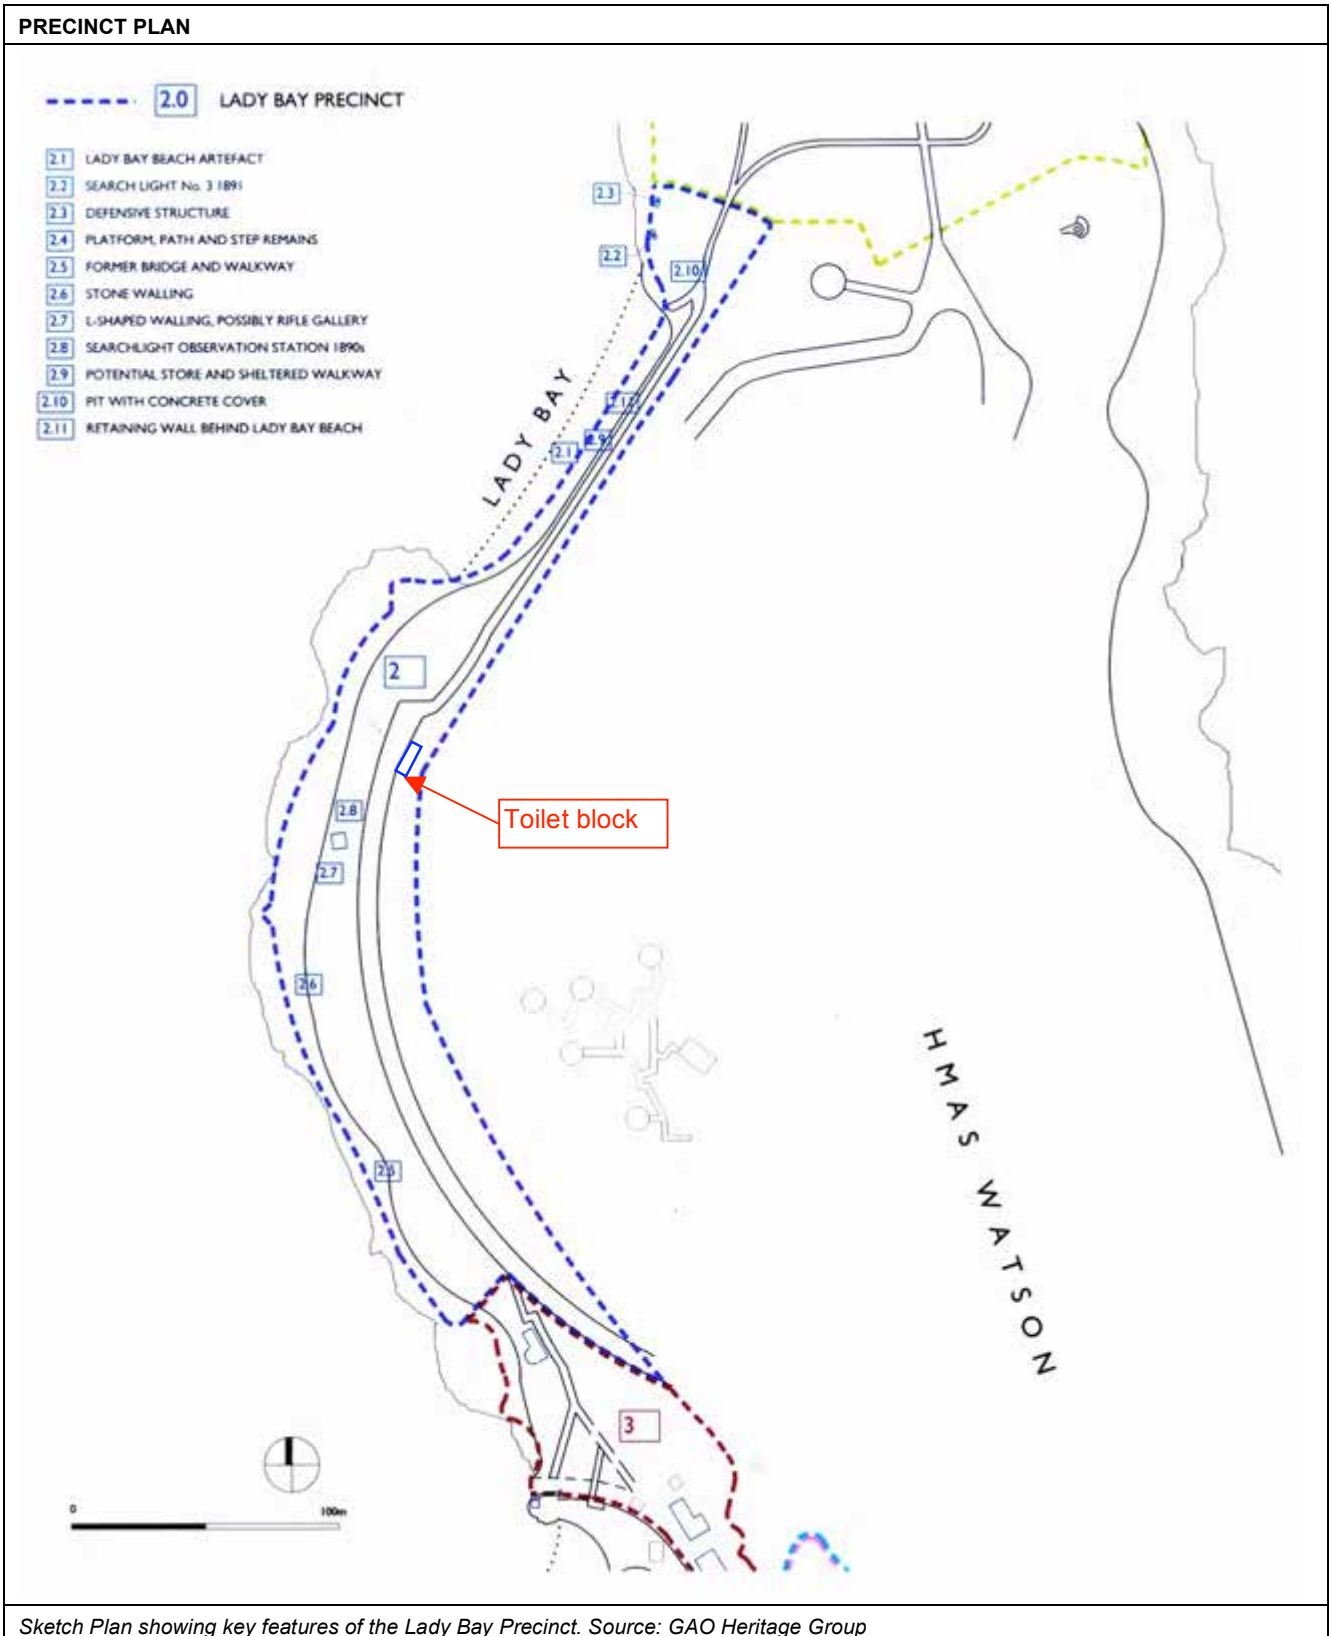 PRECINCT PLAN
2.0 LADY BAY PRECINCT
2.1 LADY BAY BEACH ARTEFACT
2.2 SEARCH LIGHT No. 3 1891
2.3 DEFENSIVE STRUCTURE
2.4 PLATFORM, PATH AND STEP REMAINS
2.5 FORMER BRIDGE AND WALKWAY
2.6 STONE WALLING
2.7 L-SHAPED WALLING, POSSIBLY RIFLE GALLERY
2.8 SEARCHLIGHT OBSERVATION STATION 1890s
2.9 POTENTIAL STORE AND SHELTERED WALKWAY
2.10 PIT WITH CONCRETE COVER
2.11 RETAINING WALL BEHIND LADY BAY BEACH
2.3
2.2
2.10
LADY BAY
2.11
2.9
2.1
2
Toilet block
2.8
2.7
2.6
HMAS WATSON
2.5
3
0 100m
Sketch Plan showing key features of the Lady Bay Precinct. Source: GAO Heritage Group